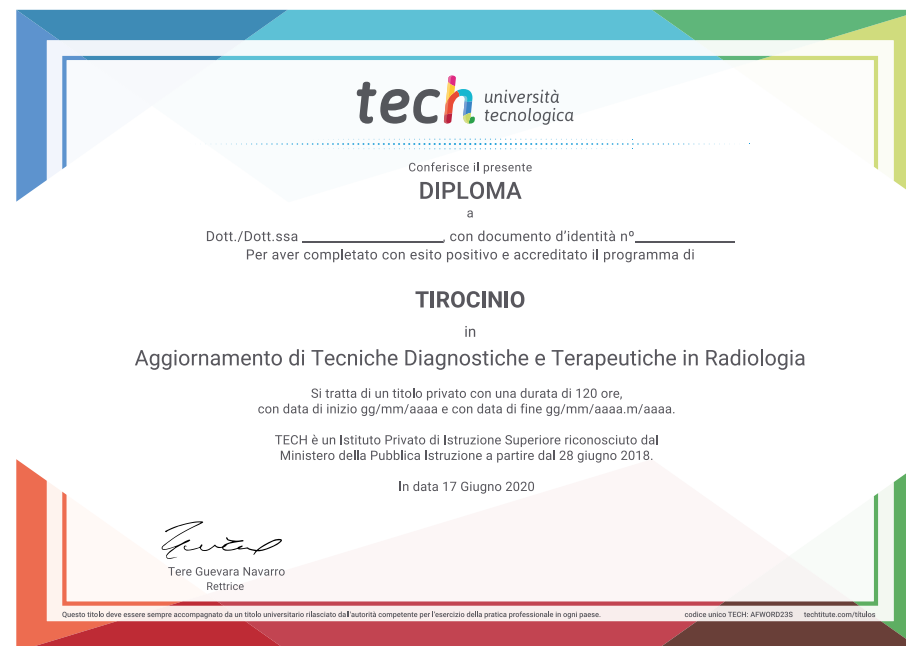 tech università
tecnologica
Conferisce il presente
DIPLOMA
a
Dott./Dott.ssa ____________________, con documento d'identità nº______________
Per aver completato con esito positivo e accreditato il programma di
TIROCINIO
in
Aggiornamento di Tecniche Diagnostiche e Terapeutiche in Radiologia
Si tratta di un titolo privato con una durata di 120 ore,
con data di inizio gg/mm/aaaa e con data di fine gg/mm/aaaa.m/aaaa.
TECH è un Istituto Privato di Istruzione Superiore riconosciuto dal
Ministero della Pubblica Istruzione a partire dal 28 giugno 2018.
In data 17 Giugno 2020
Tere Guevara Navarro
Rettrice
Questo titolo deve essere sempre accompagnato da un titolo universitario rilasciato dall'autorità competente per l'esercizio della pratica professionale in ogni paese. codice unico TECH: AFWORD23S techtitute.com/títulos